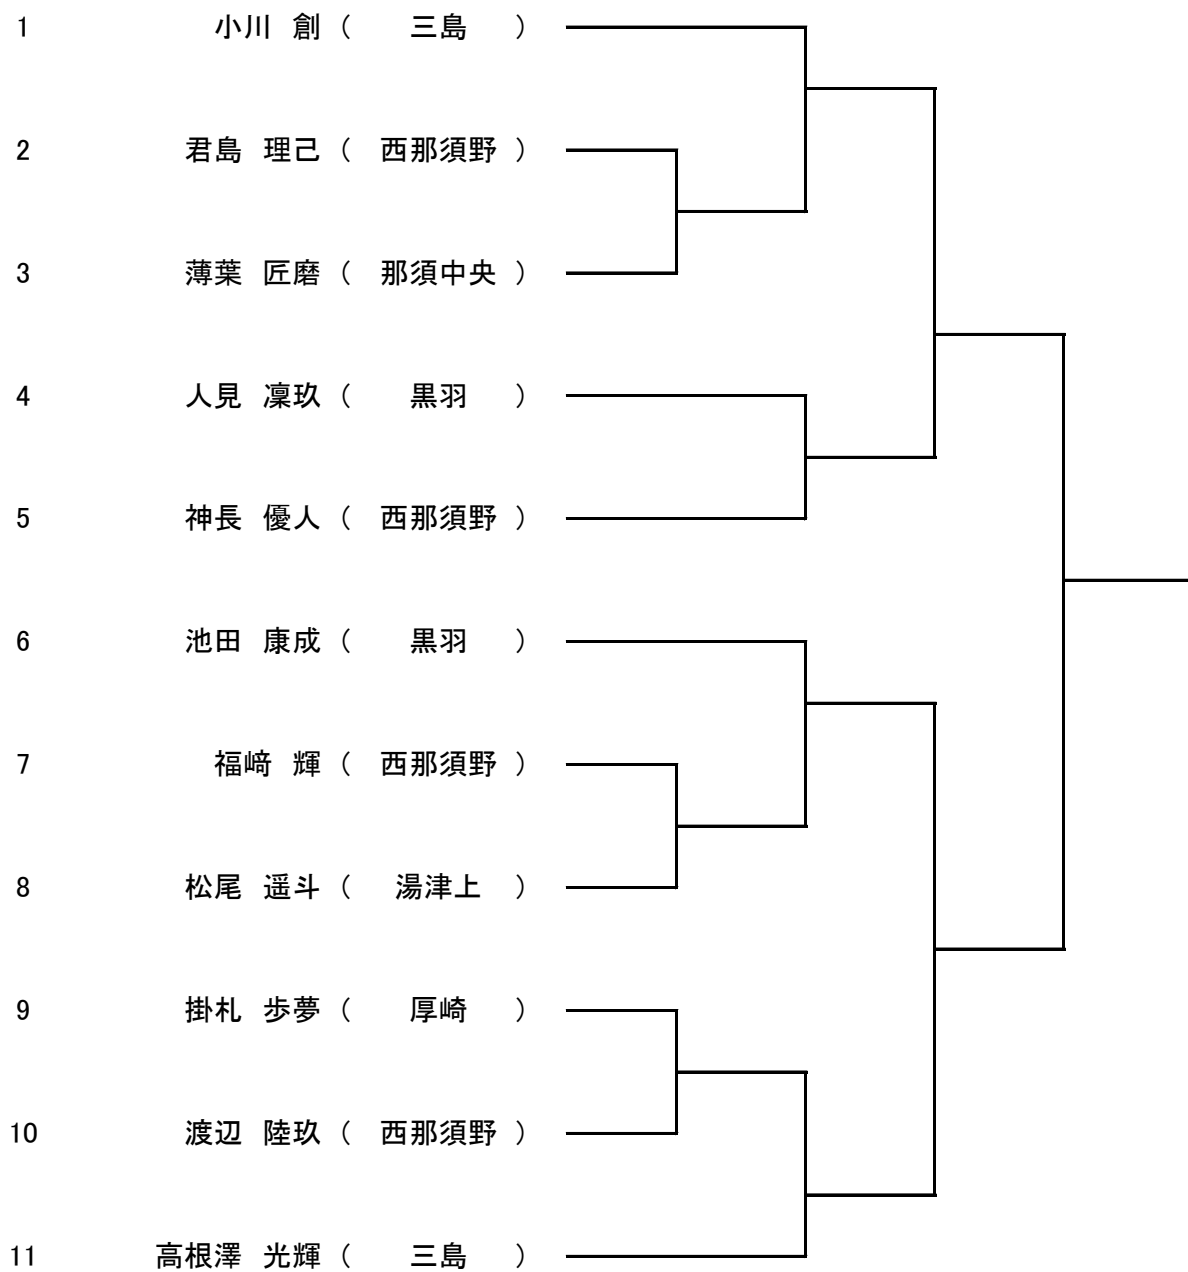 1 小川 創 （ 三島 ）
2 君島 理己 （ 西那須野 ）
3 薄葉 匠磨 （ 那須中央 ）
4 人見 凜玖 （ 黒羽 ）
5 神長 優人 （ 西那須野 ）
6 池田 康成 （ 黒羽 ）
7 福﨑 輝 （ 西那須野 ）
8 松尾 遥斗 （ 湯津上 ）
9 掛札 歩夢 （ 厚崎 ）
10 渡辺 陸玖 （ 西那須野 ）
11 高根澤 光輝 （ 三島 ）